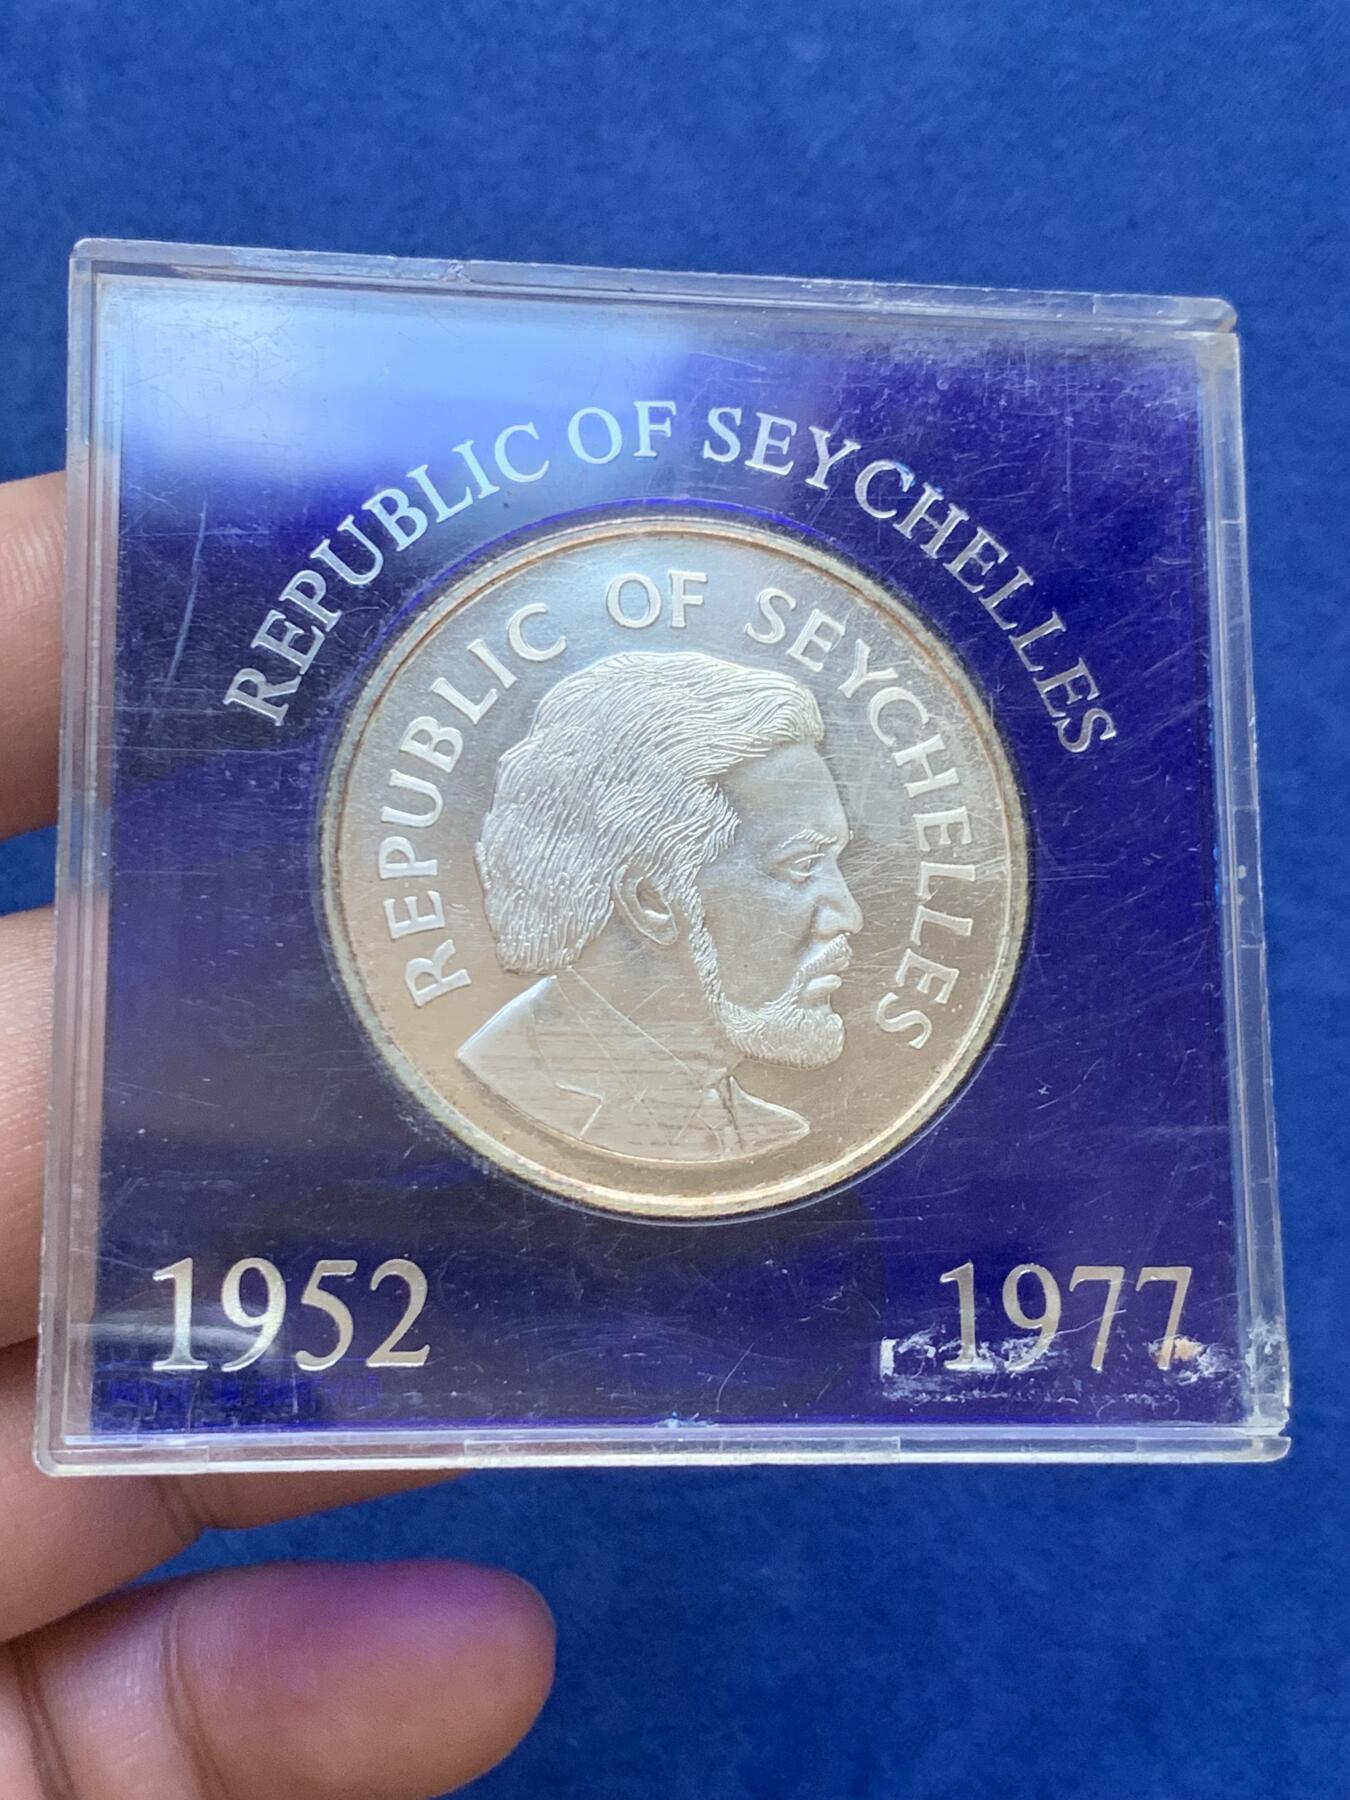 REPUBLIC OF SEYCHELLES
REPUBLIC OF SEYCHELLES
1952 1977